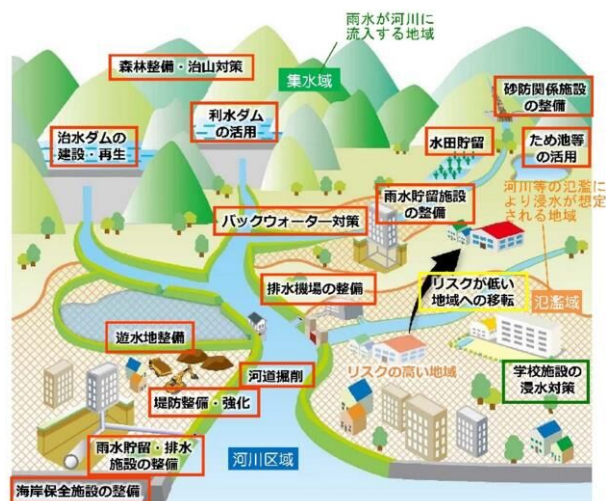 雨水が河川に
流入する地域
森林整備・治山対策
集水域
砂防関係施設
の整備
治水ダムの
建設・再生
利水ダム
の活用
水田貯留
ため池等
の活用
河川等の氾濫に
より浸水が想定
される地域
雨水貯留施設
の整備
バックウォーター対策
排水機場の整備
リスクが低い
地域への移転
氾濫域
遊水地整備
リスクの高い地域
学校施設の
浸水対策
河道掘削
堤防整備・強化
雨水貯留・排水
施設の整備
河川区域
海岸保全施設の整備